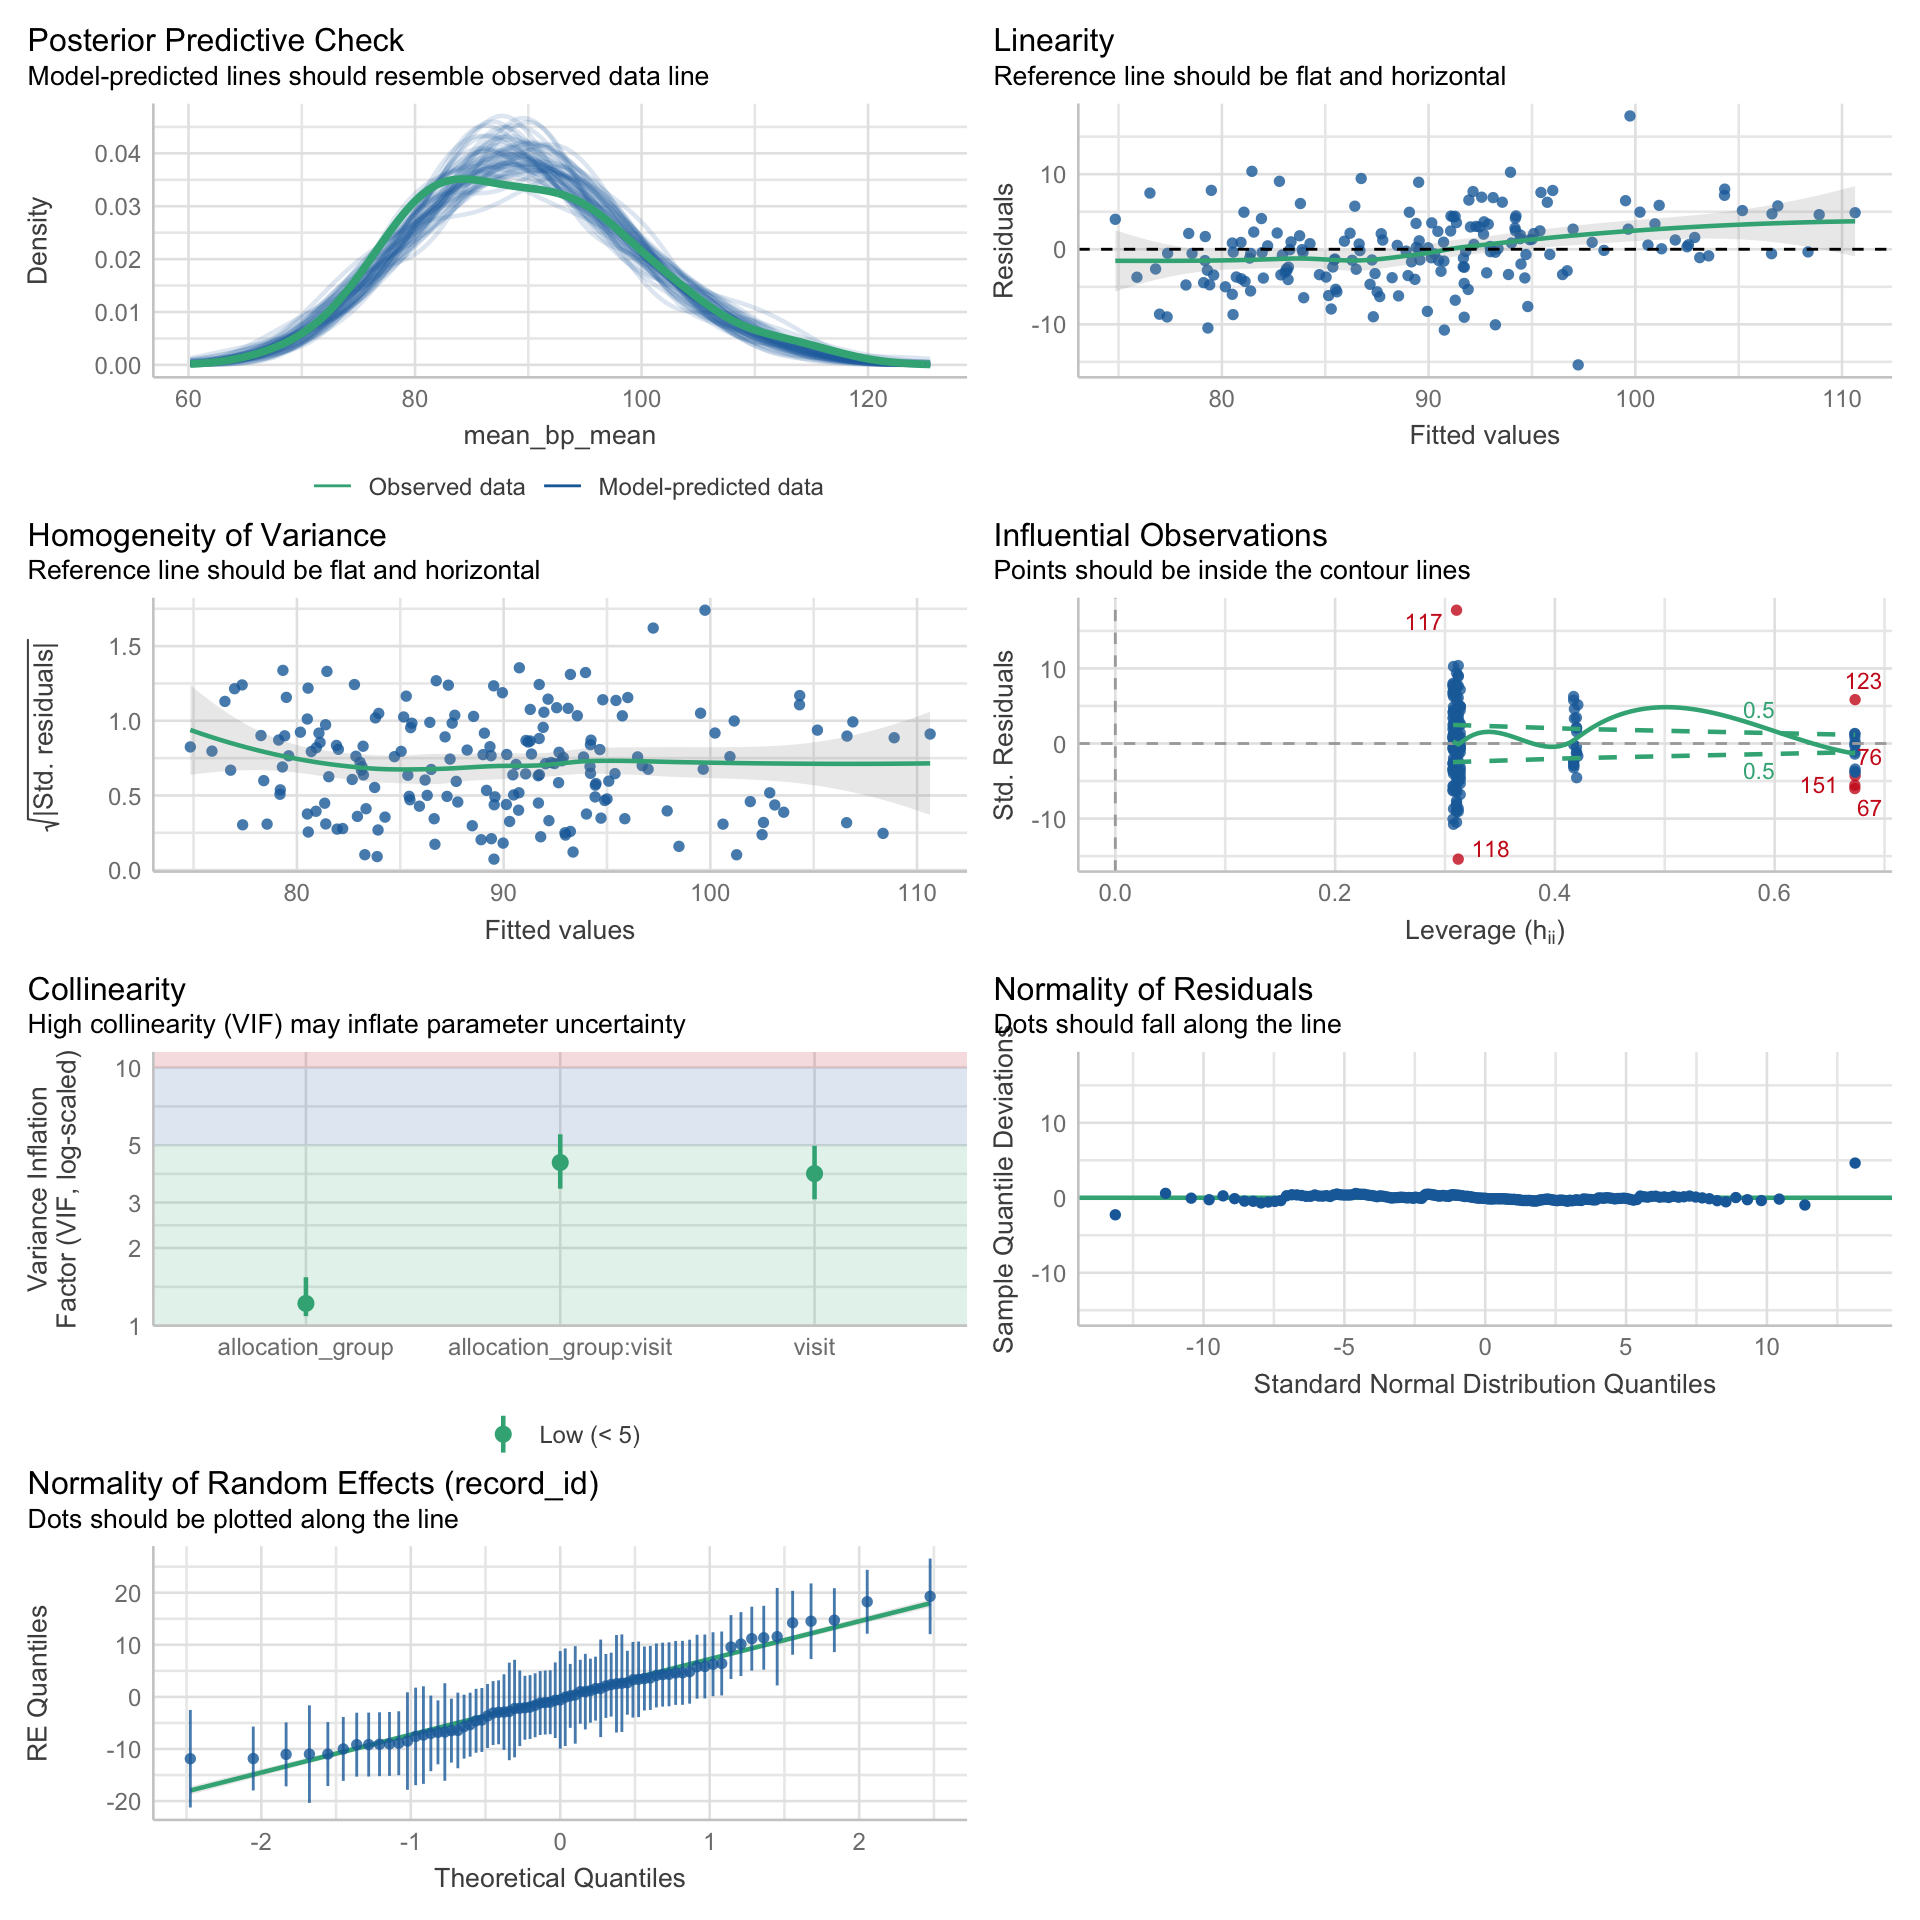 Posterior Predictive Check
Model-predicted lines should resemble observed data line
Density
0.04
0.03
0.02
0.01
0.00
60
80
100
120
mean_bp_mean
Observed data
Model-predicted data
Linearity
Reference line should be flat and horizontal
Residuals
10
0
-10
80
90
100
110
Fitted values
Homogeneity of Variance
Reference line should be flat and horizontal
√|Std. residuals|
1.5
1.0
0.5
0.0
80
90
100
110
Fitted values
Influential Observations
Points should be inside the contour lines
Std. Residuals
10
0
-10
117
123
0.5
76
0.5
151
67
118
0.0
0.2
0.4
0.6
Leverage (hii)
Collinearity
High collinearity (VIF) may inflate parameter uncertainty
Variance Inflation
Factor (VIF, log-scaled)
10
5
3
2
1
allocation_group
allocation_group:visit
visit
Low (< 5)
Normality of Residuals
Dots should fall along the line
Sample Quantile Deviations
10
0
-10
-10
-5
0
5
10
Standard Normal Distribution Quantiles
Normality of Random Effects (record_id)
Dots should be plotted along the line
RE Quantiles
20
10
0
-10
-20
-2
-1
0
1
2
Theoretical Quantiles